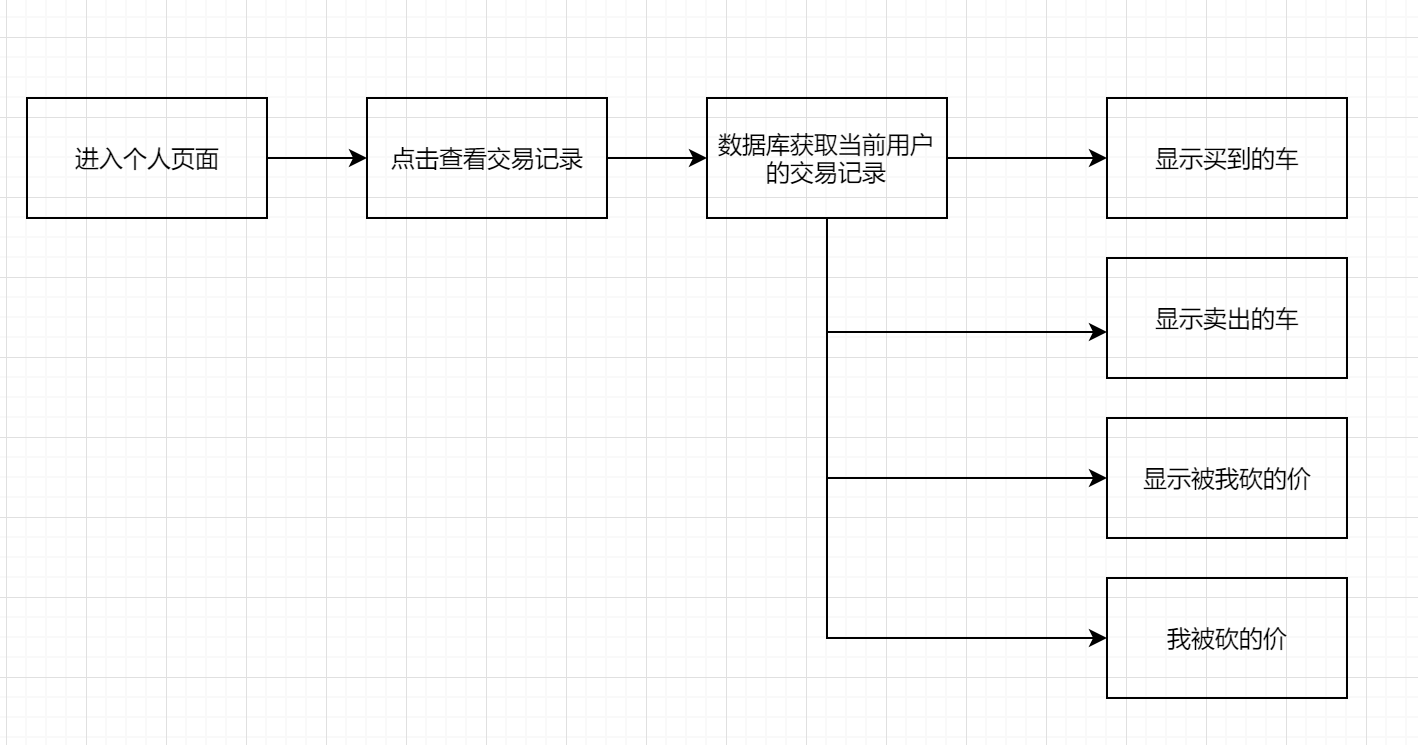 进入个人页面
点击查看交易记录
数据库获取当前用户
的交易记录
显示买到的车
显示卖出的车
显示被我砍的价
我被砍的价